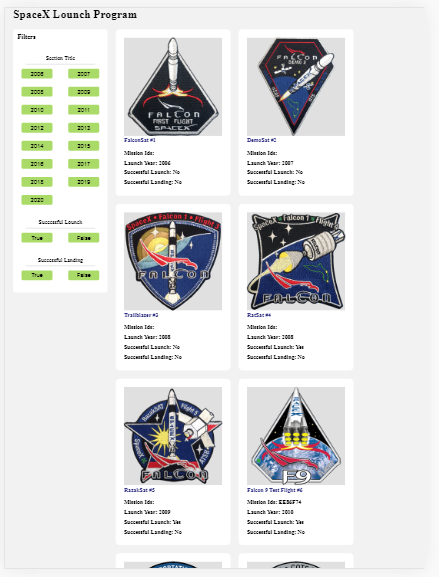 SpaceX Lounch Program
Filters
Section Title
2006 2007
2008 2009
2010 2011
2012 2013
2014 2015
2016 2017
2018 2019
2020
Successful Lounch
True False
Successful Landing
True False
FALCON
FIRST FLIGHT
SPACEX
FalconSat #1
Mission Ids:
Launch Year: 2006
Successful Launch: No
Successful Landing: No
FALCON
DEMO 2
DemoSat #2
Mission Ids:
Launch Year: 2007
Successful Launch: No
Successful Landing: No
SpaceX • Falcon 1 • Flight 3
FALCON
Trailblazer #3
Mission Ids:
Launch Year: 2008
Successful Launch: No
Successful Landing: No
SpaceX • Falcon 1 • Flight 4
FALCON
RatSat #4
Mission Ids:
Launch Year: 2008
Successful Launch: Yes
Successful Landing: No
RazakSAT Flight 5
SpaceX
ATSB
FALCON
RazakSat #5
Mission Ids:
Launch Year: 2009
Successful Launch: Yes
Successful Landing: No
F9
Falcon 9 Test Flight #6
Mission Ids: EE86F74
Launch Year: 2010
Successful Launch: Yes
Successful Landing: No